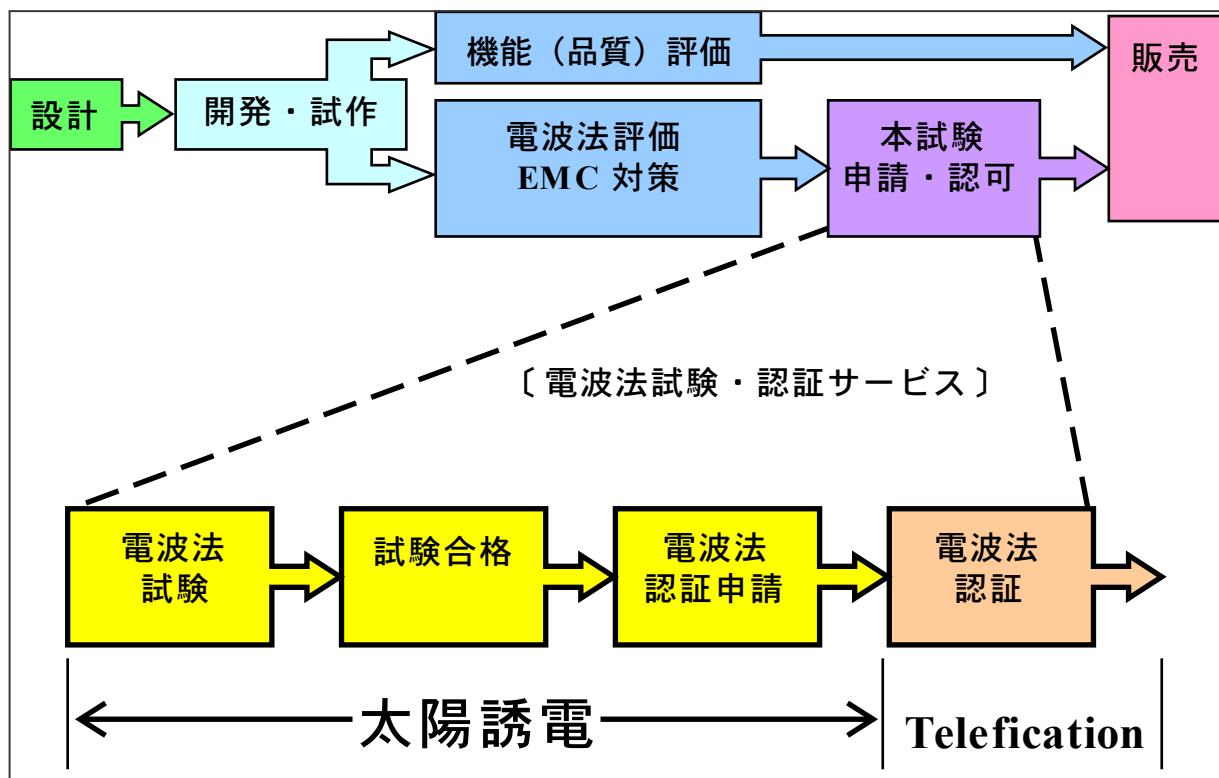 設計
開発・試作
機能（品質）評価
電波法評価
EMC 対策
本試験
申請・認可
販売
〔 電波法試験・認証サービス 〕
電波法
試験
試験合格
電波法
認証申請
電波法
認証
太陽誘電
Telefication